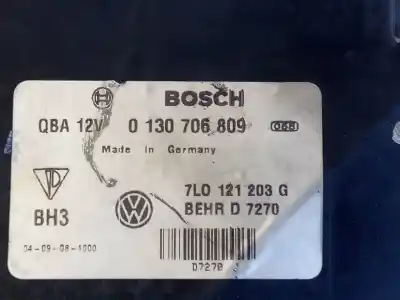 BOSCH
QBA 12V 0 130 706 809 068
Made in Germany
7L0 121 203 G
BH3 BEHR D 7270
04-09-08-1000
D7270